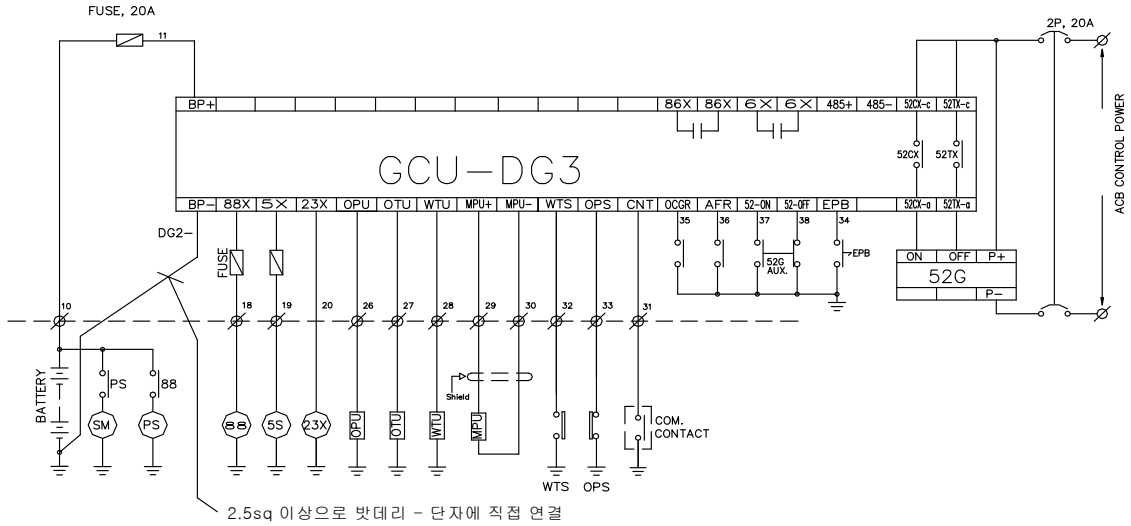 FUSE, 20A
11
2P, 20A
BP+ 86X 86X 6X 6X 485+ 485- 52CX-c 52TX-c
ACB CONTROL POWER
52CX 52TX
GCU-DG3
BP- 88X 5X 23X OPU OTU WTU MPU+ MPU- WTS OPS CNT OCGR AFR 52-ON 52-OFF EPB 52CX-a 52TX-a
35 36 37 38 34
DG2-
FUSE
52G
AUX.
EPB
ON OFF P+
52G
P-
10 18 19 20 26 27 28 29 30 32 33 31
BATTERY
PS 88
Shield
SM PS 88 5S 23X OPU OTU WTU MPU
COM.
CONTACT
WTS OPS
2.5sq 이상으로 밧데리 - 단자에 직접 연결